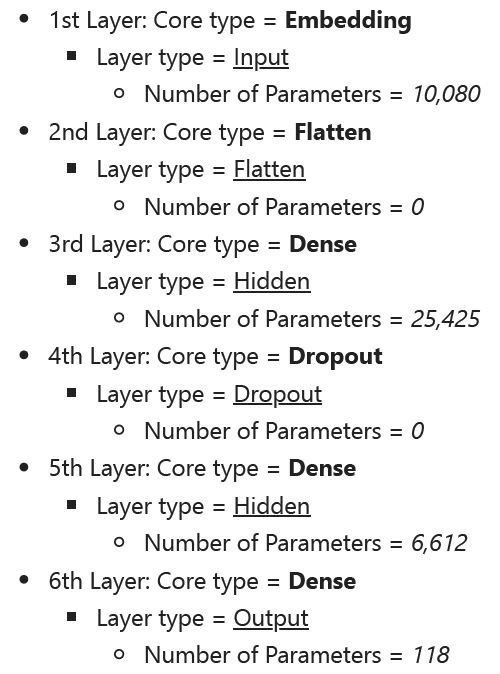 • 1st Layer: Core type = Embedding
▪ Layer type = Input
○ Number of Parameters = 10,080
• 2nd Layer: Core type = Flatten
▪ Layer type = Flatten
○ Number of Parameters = 0
• 3rd Layer: Core type = Dense
▪ Layer type = Hidden
○ Number of Parameters = 25,425
• 4th Layer: Core type = Dropout
▪ Layer type = Dropout
○ Number of Parameters = 0
• 5th Layer: Core type = Dense
▪ Layer type = Hidden
○ Number of Parameters = 6,612
• 6th Layer: Core type = Dense
▪ Layer type = Output
○ Number of Parameters = 118